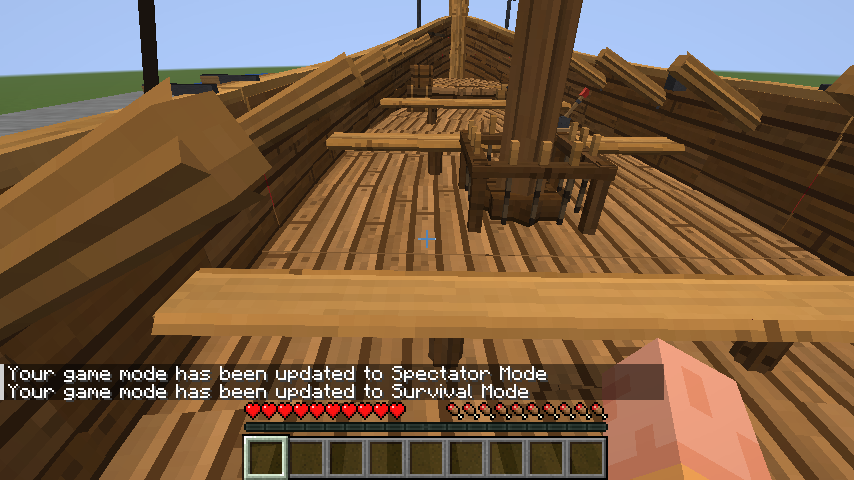 Your game mode has been updated to Spectator Mode
Your game mode has been updated to Survival Mode